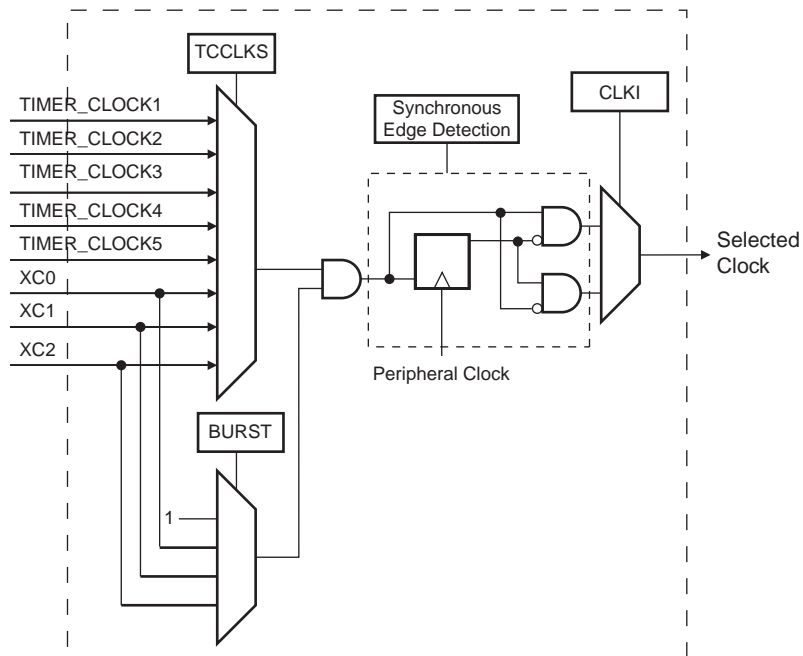 TCCLKS
TIMER_CLOCK1
TIMER_CLOCK2
TIMER_CLOCK3
TIMER_CLOCK4
TIMER_CLOCK5
XC0
XC1
XC2
Synchronous
Edge Detection
CLKI
Selected
Clock
Peripheral Clock
BURST
1